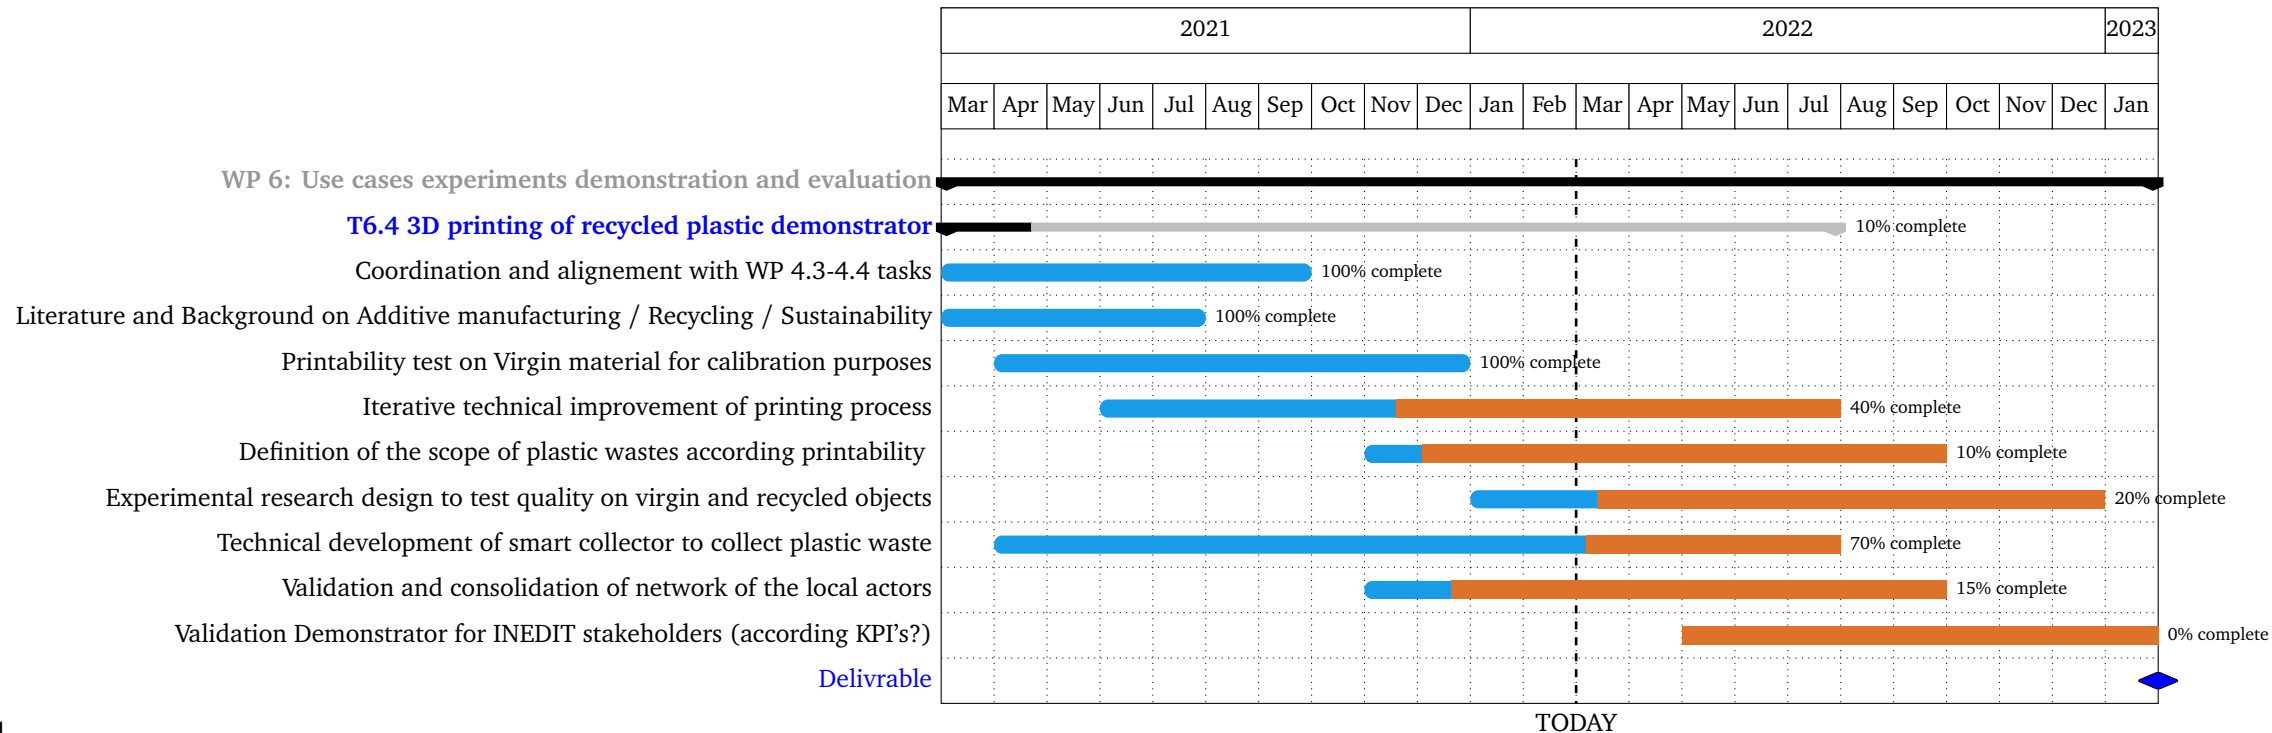 2021 2022 2023
Mar Apr May Jun Jul Aug Sep Oct Nov Dec Jan Feb Mar Apr May Jun Jul Aug Sep Oct Nov Dec Jan
WP 6: Use cases experiments demonstration and evaluation
T6.4 3D printing of recycled plastic demonstrator 10% complete
Coordination and alignement with WP 4.3-4.4 tasks 100% complete
Literature and Background on Additive manufacturing / Recycling / Sustainability 100% complete
Printability test on Virgin material for calibration purposes 100% complete
Iterative technical improvement of printing process 40% complete
Definition of the scope of plastic wastes according printability 10% complete
Experimental research design to test quality on virgin and recycled objects 20% complete
Technical development of smart collector to collect plastic waste 70% complete
Validation and consolidation of network of the local actors 15% complete
Validation Demonstrator for INEDIT stakeholders (according KPI's?) 0% complete
Delivrable
TODAY